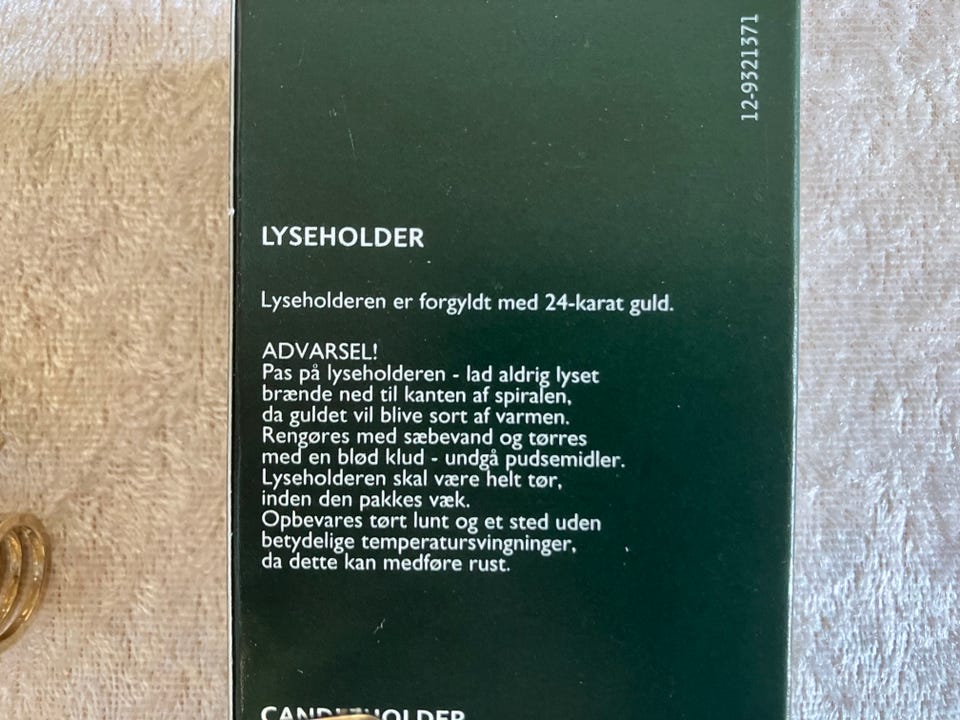 12-9321371
LYSEHOLDER
Lyseholderen er forgyldt med 24-karat guld.
ADVARSEL!
Pas på lyseholderen - lad aldrig lyset
brænde ned til kanten af spiralen,
da guldet vil blive sort af varmen.
Rengøres med sæbevand og tørres
med en blød klud - undgå pudsemidler.
Lyseholderen skal være helt tør,
inden den pakkes væk.
Opbevares tørt lunt og et sted uden
betydelige temperatursvingninger,
da dette kan medføre rust.